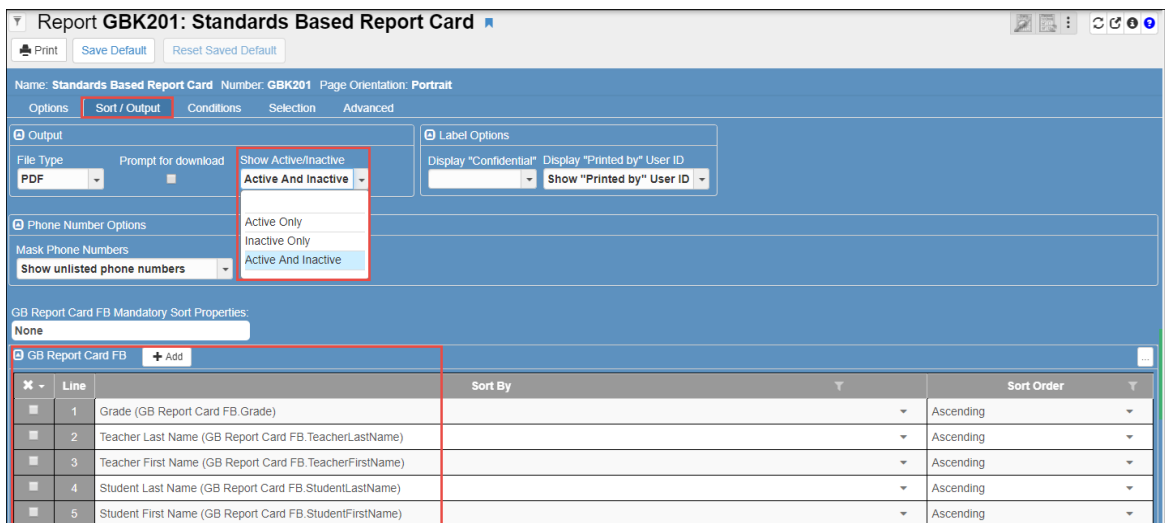 Report GBK201: Standards Based Report Card
Print Save Default Reset Saved Default
Name: Standards Based Report Card Number: GBK201 Page Orientation: Portrait
Options Sort / Output Conditions Selection Advanced
Output
Label Options
File Type Prompt for download Show Active/Inactive
Display "Confidential" Display "Printed by" User ID
PDF Active And Inactive Show "Printed by" User ID
Active Only
Inactive Only
Active And Inactive
Phone Number Options
Mask Phone Numbers
Show unlisted phone numbers
GB Report Card FB Mandatory Sort Properties:
None
GB Report Card FB + Add ...
Line Sort By Sort Order
1 Grade (GB Report Card FB.Grade) Ascending
2 Teacher Last Name (GB Report Card FB.TeacherLastName) Ascending
3 Teacher First Name (GB Report Card FB.TeacherFirstName) Ascending
4 Student Last Name (GB Report Card FB.StudentLastName) Ascending
5 Student First Name (GB Report Card FB.StudentFirstName) Ascending